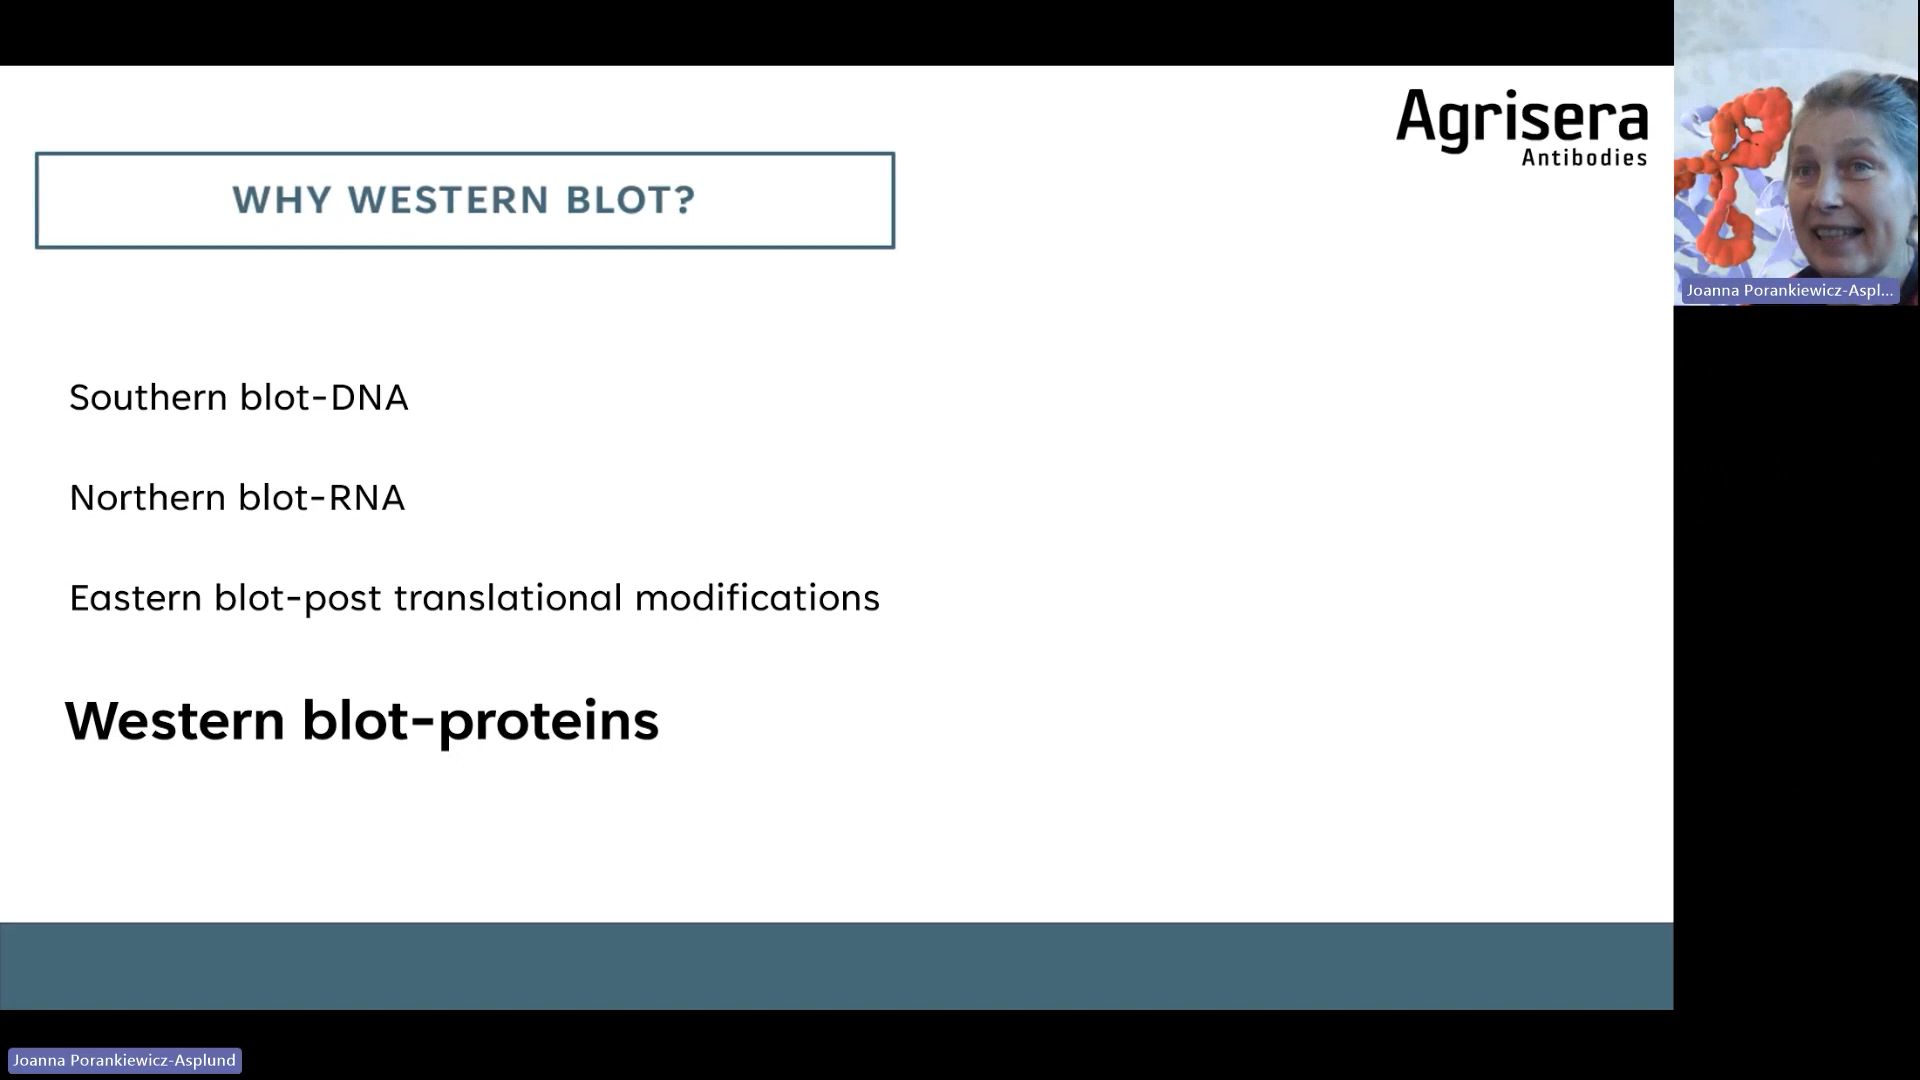 Agrisera
Antibodies
WHY WESTERN BLOT?
Southern blot-DNA
Northern blot-RNA
Eastern blot-post translational modifications
Western blot-proteins
Joanna Porankiewicz-Aspl...
Joanna Porankiewicz-Asplund